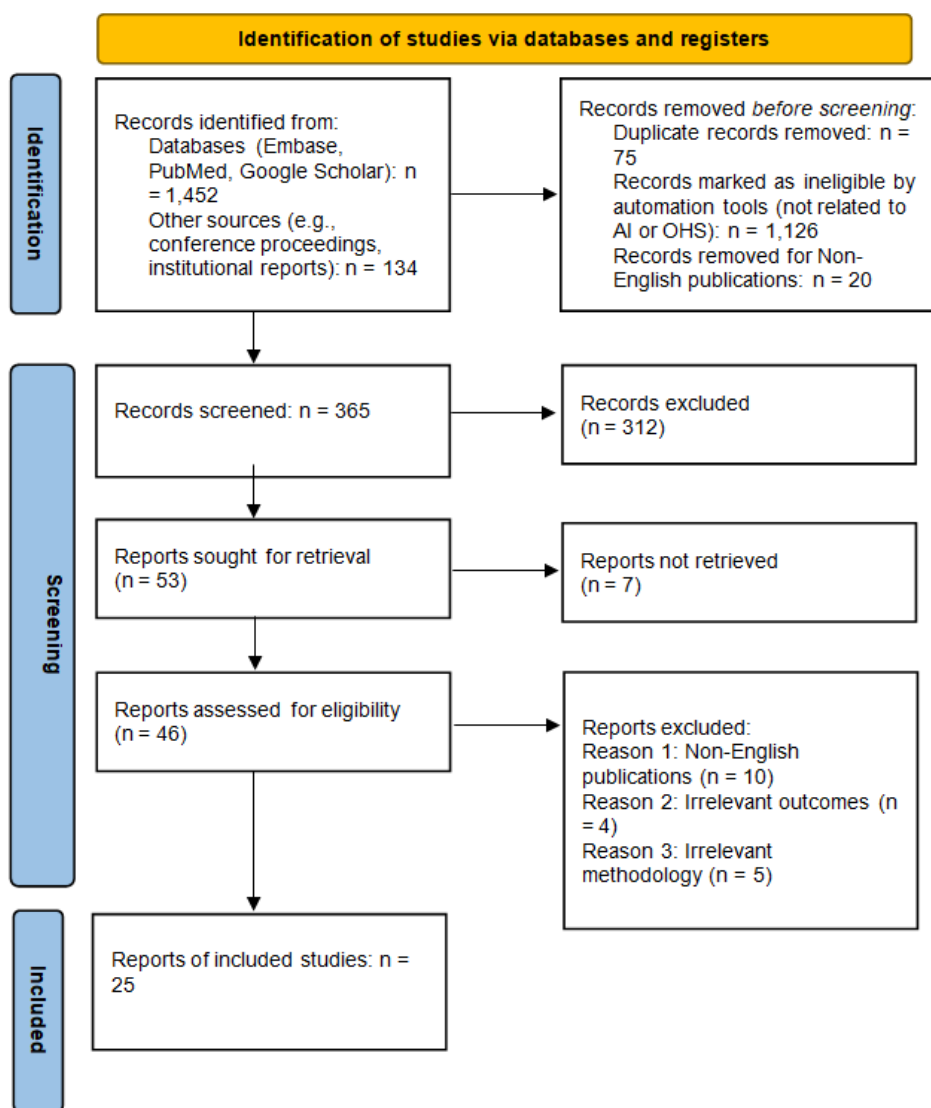 Identification of studies via databases and registers
Identification
Records identified from:
Databases (Embase,
PubMed, Google Scholar): n
= 1,452
Other sources (e.g.,
conference proceedings,
institutional reports): n = 134
Records removed before screening:
Duplicate records removed: n =
75
Records marked as ineligible by
automation tools (not related to
AI or OHS): n = 1,126
Records removed for Non-
English publications: n = 20
Screening
Records screened: n = 365
Records excluded
(n = 312)
Reports sought for retrieval
(n = 53)
Reports not retrieved
(n = 7)
Reports assessed for eligibility
(n = 46)
Reports excluded:
Reason 1: Non-English
publications (n = 10)
Reason 2: Irrelevant outcomes (n
= 4)
Reason 3: Irrelevant
methodology (n = 5)
Included
Reports of included studies: n =
25